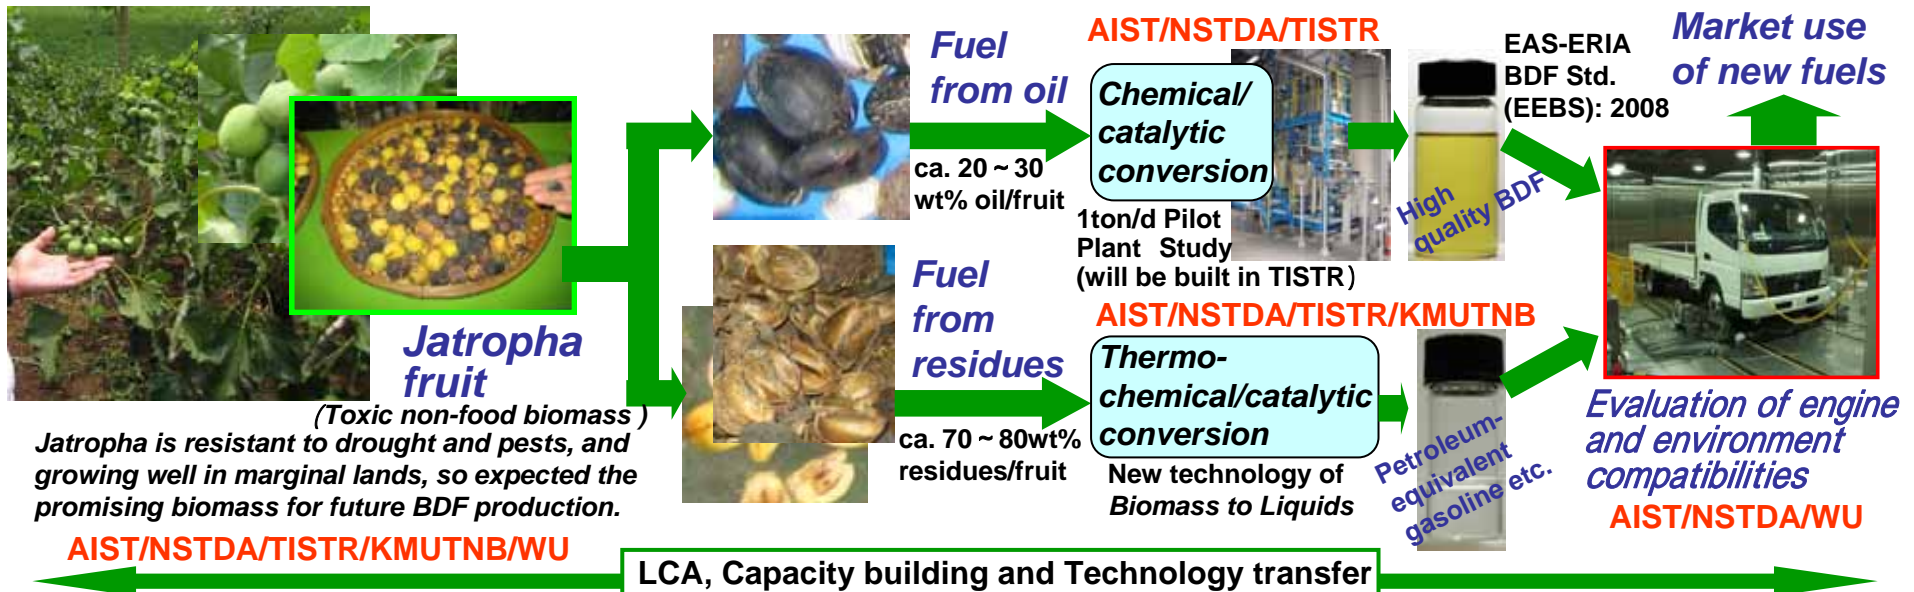 Jatropha
fruit
(Toxic non-food biomass)
Jatropha is resistant to drought and pests, and
growing well in marginal lands, so expected the
promising biomass for future BDF production.
AIST/NSTDA/TISTR/KMUTNB/WU
Fuel
from oil
ca. 20 ~ 30
wt% oil/fruit
AIST/NSTDA/TISTR
Chemical/
catalytic
conversion
1ton/d Pilot
Plant Study
(will be built in TISTR)
High
quality BDF
EAS-ERIA
BDF Std.
(EEBS): 2008
Fuel
from
residues
ca. 70 ~ 80wt%
residues/fruit
AIST/NSTDA/TISTR/KMUTNB
Thermo-
chemical/catalytic
conversion
New technology of
Biomass to Liquids
Petroleum-
equivalent
gasoline etc.
Market use
of new fuels
Evaluation of engine
and environment
compatibilities
AIST/NSTDA/WU
LCA, Capacity building and Technology transfer